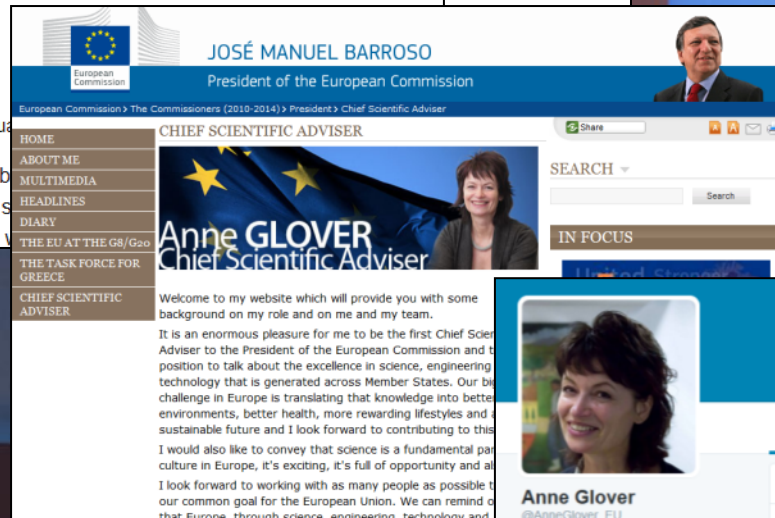 European
Commission
JOSÉ MANUEL BARROSO
President of the European Commission
European Commission > The Commissioners (2010-2014) > President > Chief Scientific Adviser
HOME
ABOUT ME
MULTIMEDIA
HEADLINES
DIARY
THE EU AT THE G8/G20
THE TASK FORCE FOR
GREECE
CHIEF SCIENTIFIC
ADVISER
CHIEF SCIENTIFIC ADVISER
Anne GLOVER
Chief Scientific Adviser
Welcome to my website which will provide you with some
background on my role and on me and my team.
It is an enormous pleasure for me to be the first Chief
Adviser to the President of the European Commission and
position to talk about the excellence in science, engineering
technology that is generated across Member States. Our
challenge in Europe is translating that knowledge into better
environments, better health, more rewarding lifestyles and
sustainable future and I look forward to contributing to this
I would also like to convey that science is a fundamental
culture in Europe, it's exciting, it's full of opportunity and
I look forward to working with as many people as possible
our common goal for the European Union. We can remind
that Europe, through science, engineering, technology and
Share
SEARCH
Search
IN FOCUS
United
Anne Glover
@AnneGlover_EU